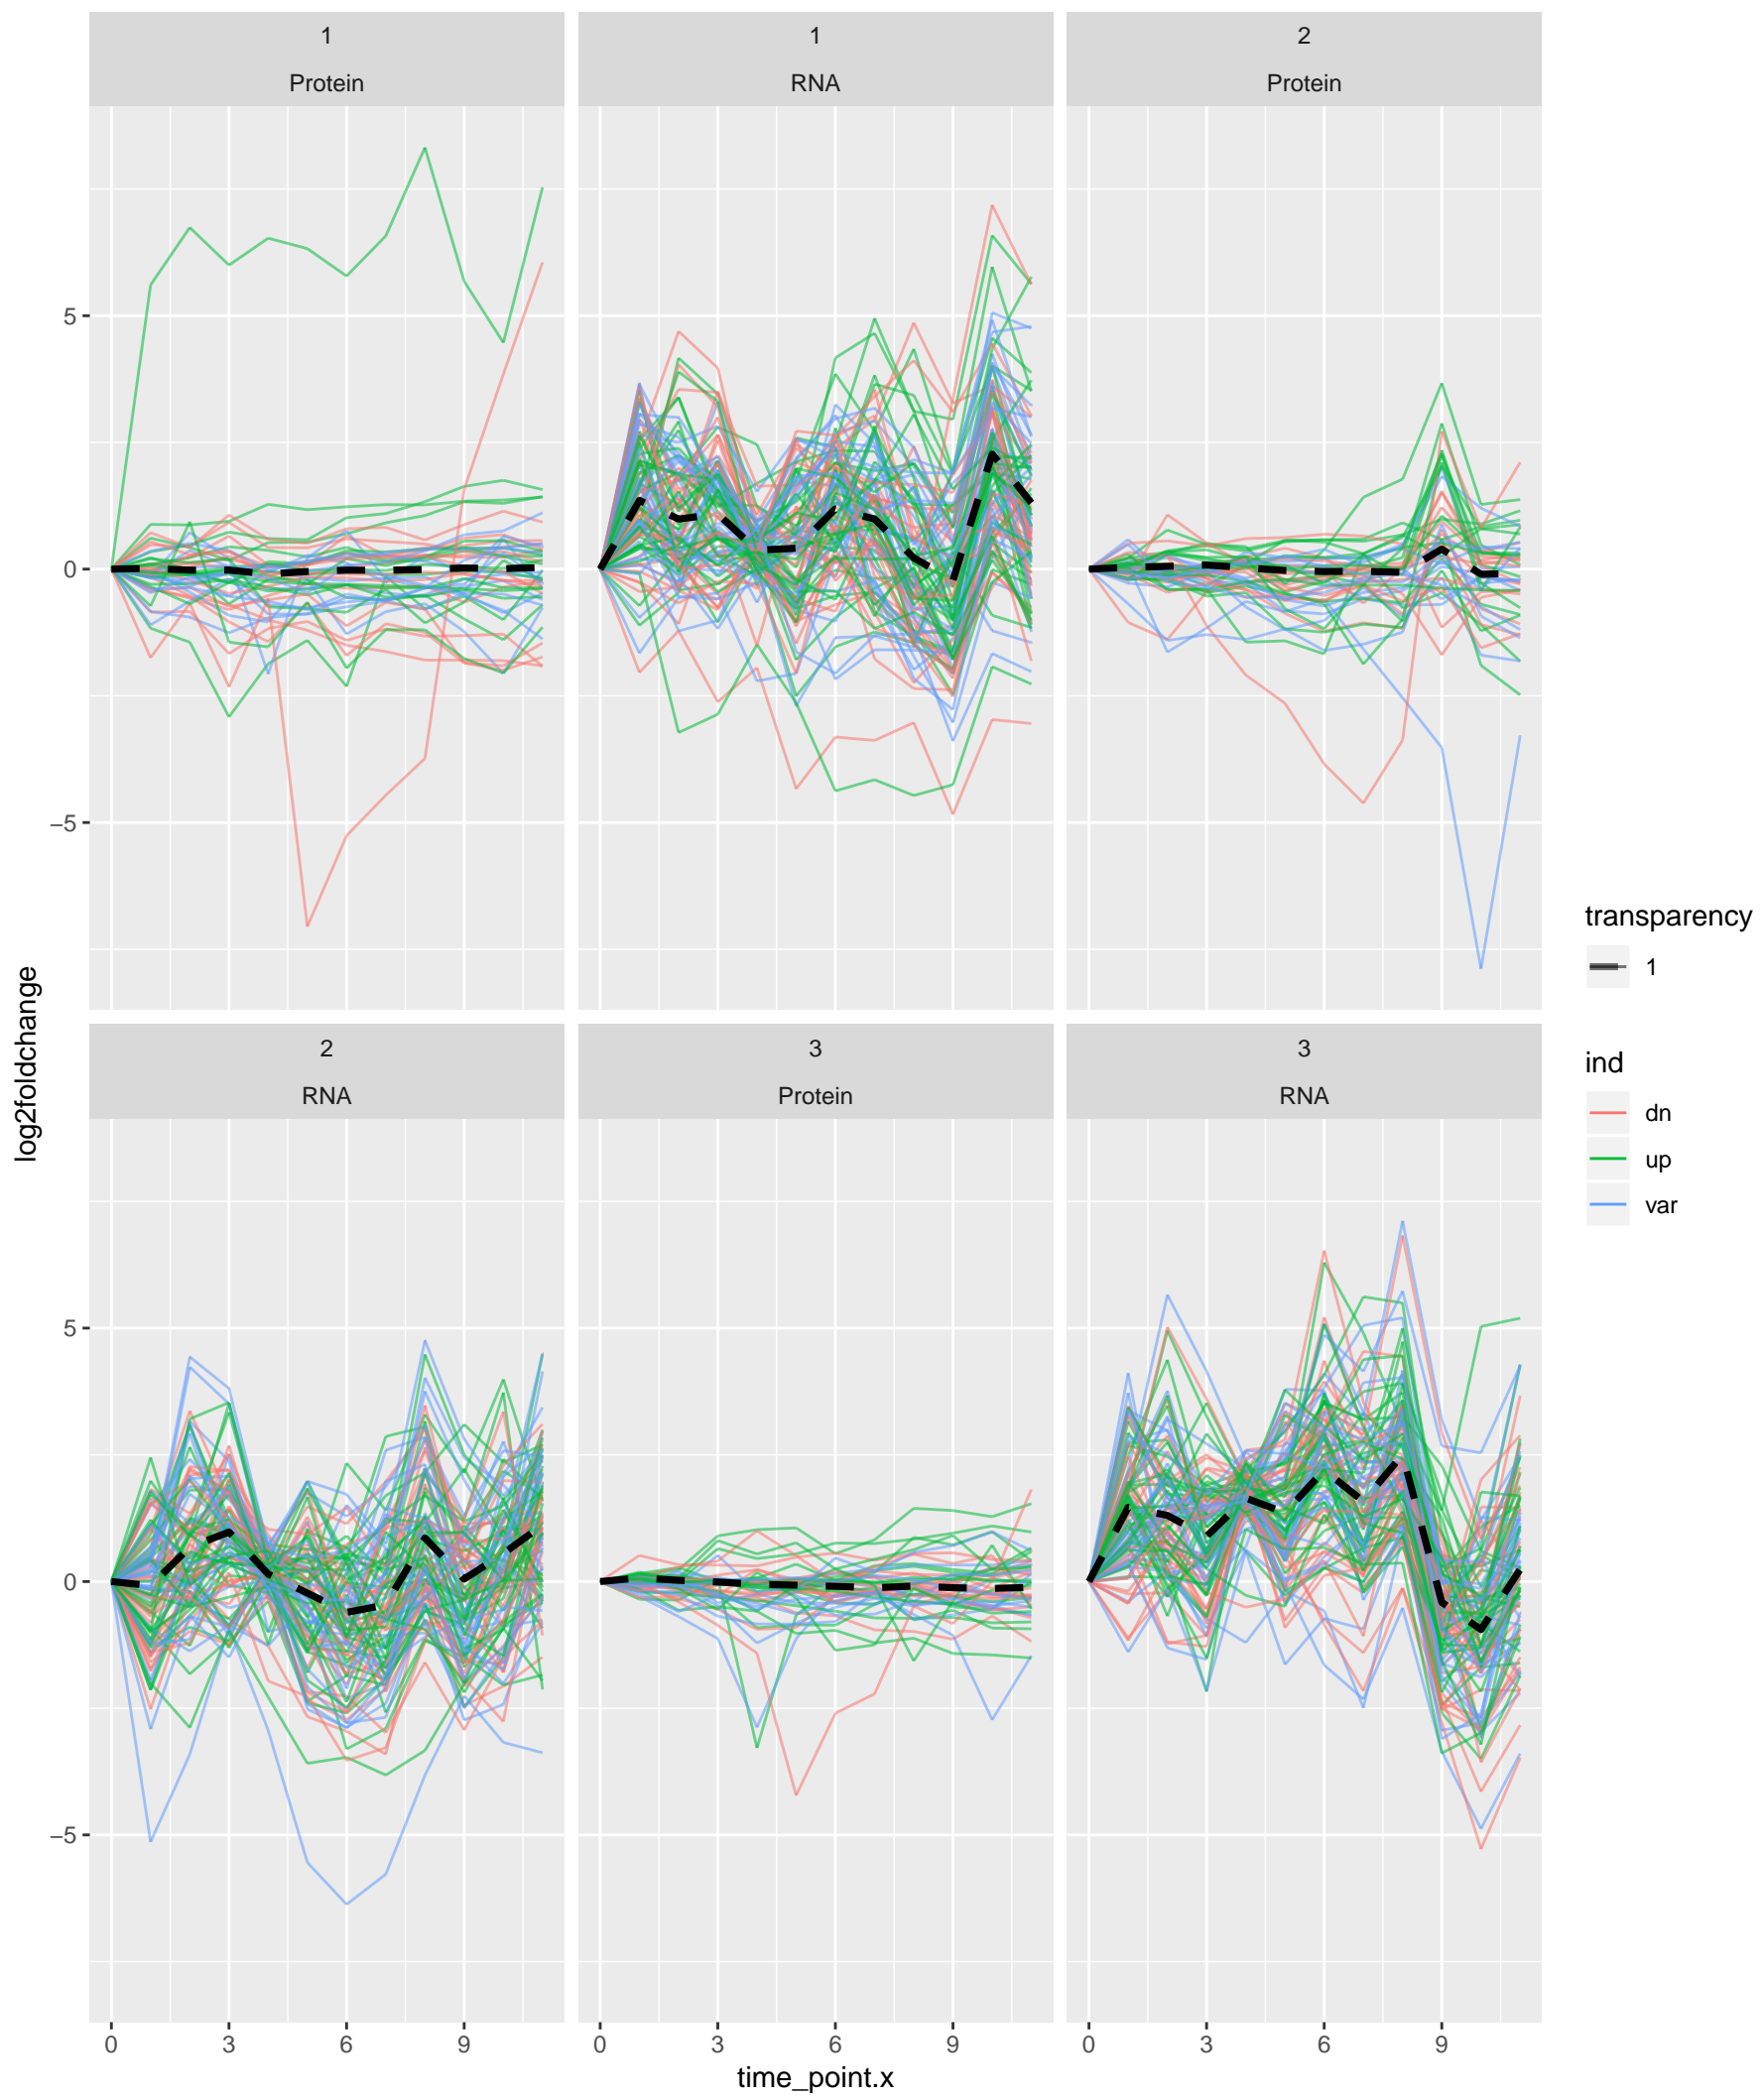 1
Protein
1
RNA
2
Protein
5
0
−5
log2foldchange
2
RNA
3
Protein
3
RNA
5
0
−5
0 3 6 9
0 3 6 9
0 3 6 9
time_point.x
transparency
1
ind
dn
up
var